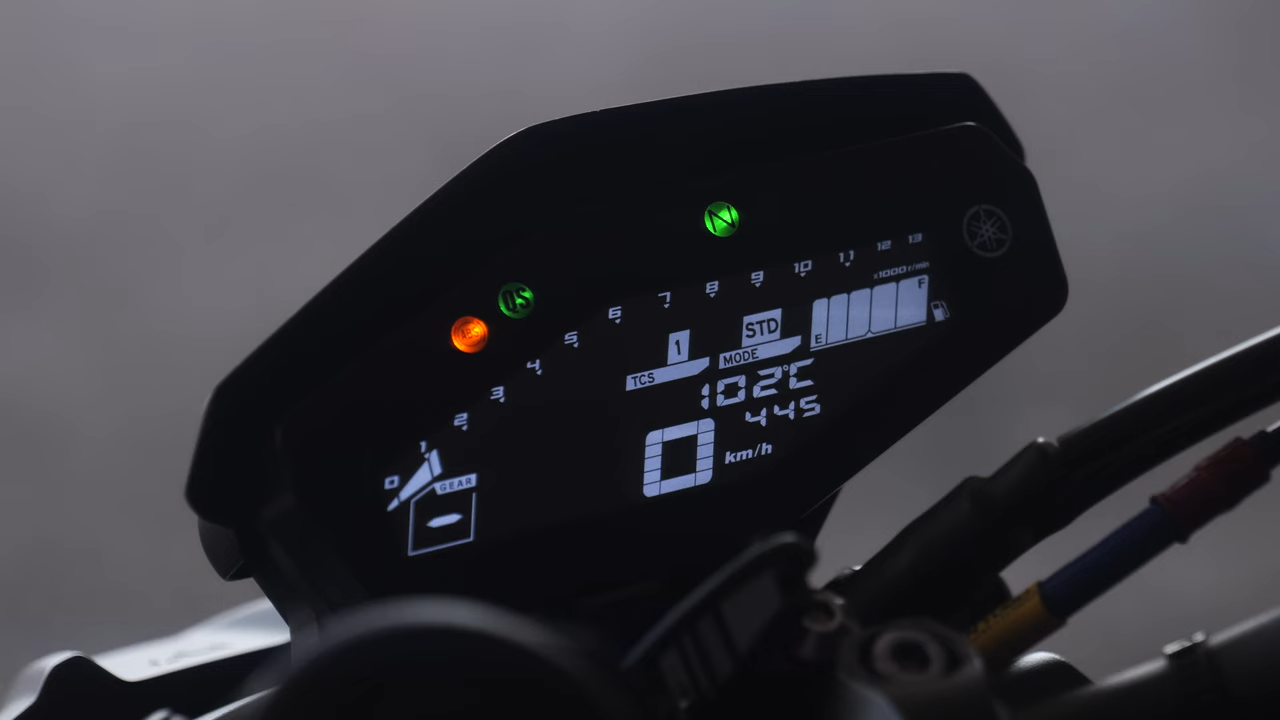 N
QS
ABS
0 1 2 3 4 5 6 7 8 9 10 11 12 13
x1000 r/min
1
TCS
STD
MODE
E F
102°C
445
0 km/h
GEAR
-